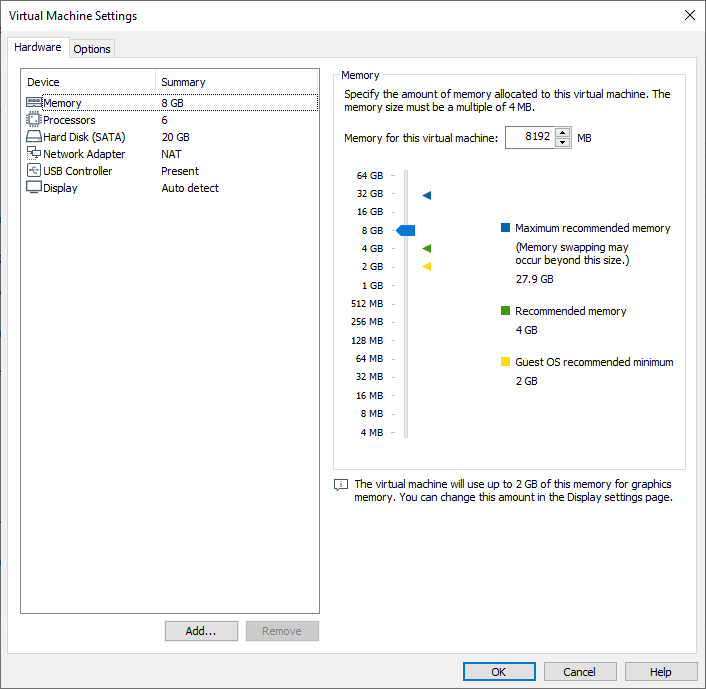 Virtual Machine Settings
Hardware
Options
Device Summary
Memory 8 GB
Processors 6
Hard Disk (SATA) 20 GB
Network Adapter NAT
USB Controller Present
Display Auto detect
Add...
Remove
Memory
Specify the amount of memory allocated to this virtual machine. The
memory size must be a multiple of 4 MB.
Memory for this virtual machine: 8192 MB
64 GB
32 GB
16 GB
8 GB
4 GB
2 GB
1 GB
512 MB
256 MB
128 MB
64 MB
32 MB
16 MB
8 MB
4 MB
Maximum recommended memory
(Memory swapping may
occur beyond this size.)
27.9 GB
Recommended memory
4 GB
Guest OS recommended minimum
2 GB
The virtual machine will use up to 2 GB of this memory for graphics
memory. You can change this amount in the Display settings page.
OK
Cancel
Help